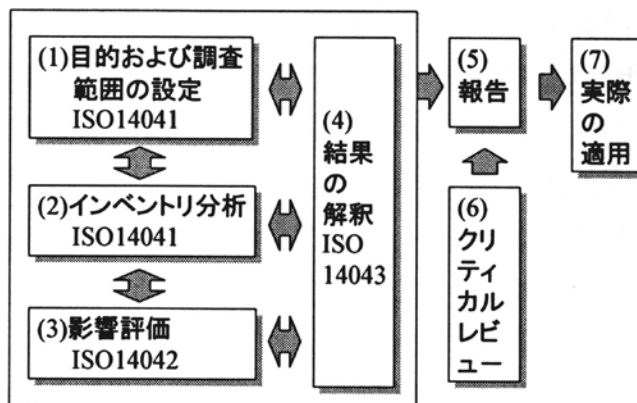 (1)目的および調査
範囲の設定
ISO14041
(2)インベントリ分析
ISO14041
(3)影響評価
ISO14042
(4)
結果
の
解釈
ISO
14043
(5)
報告
(6)
クリ
ティ
カル
レビ
ュー
(7)
実際
の
適用